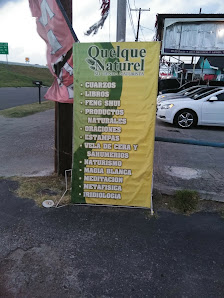 Quelque
Naturel
• CUARZOS
• LIBROS
• FENG SHUI
• PRODUCTOS
NATURALES
• ORACIONES
• ESTAMPAS
• VELA DE CERA Y
SAHUMERIOS
• NATURISMO
• MAGIA BLANCA
• MEDITACIÓN
• METAFISICA
• IRIDIOLOGIA